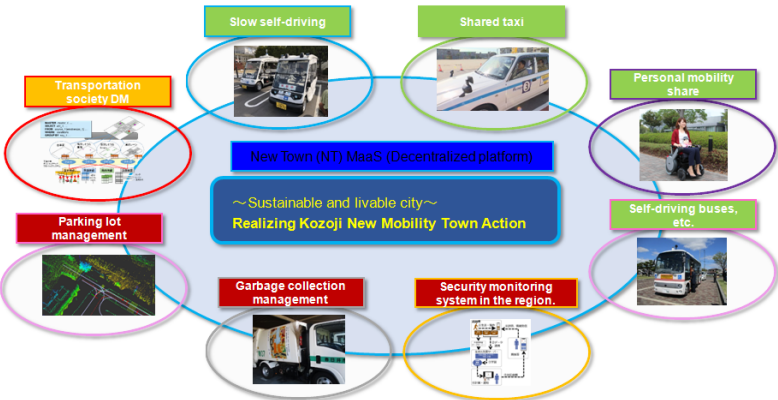 Slow self-driving
Shared taxi
Transportation
society DM
Personal mobility
share
New Town (NT) MaaS (Decentralized platform)
～Sustainable and livable city～
Realizing Kozoji New Mobility Town Action
Parking lot
management
Self-driving buses,
etc.
Garbage collection
management
Security monitoring
system in the region.